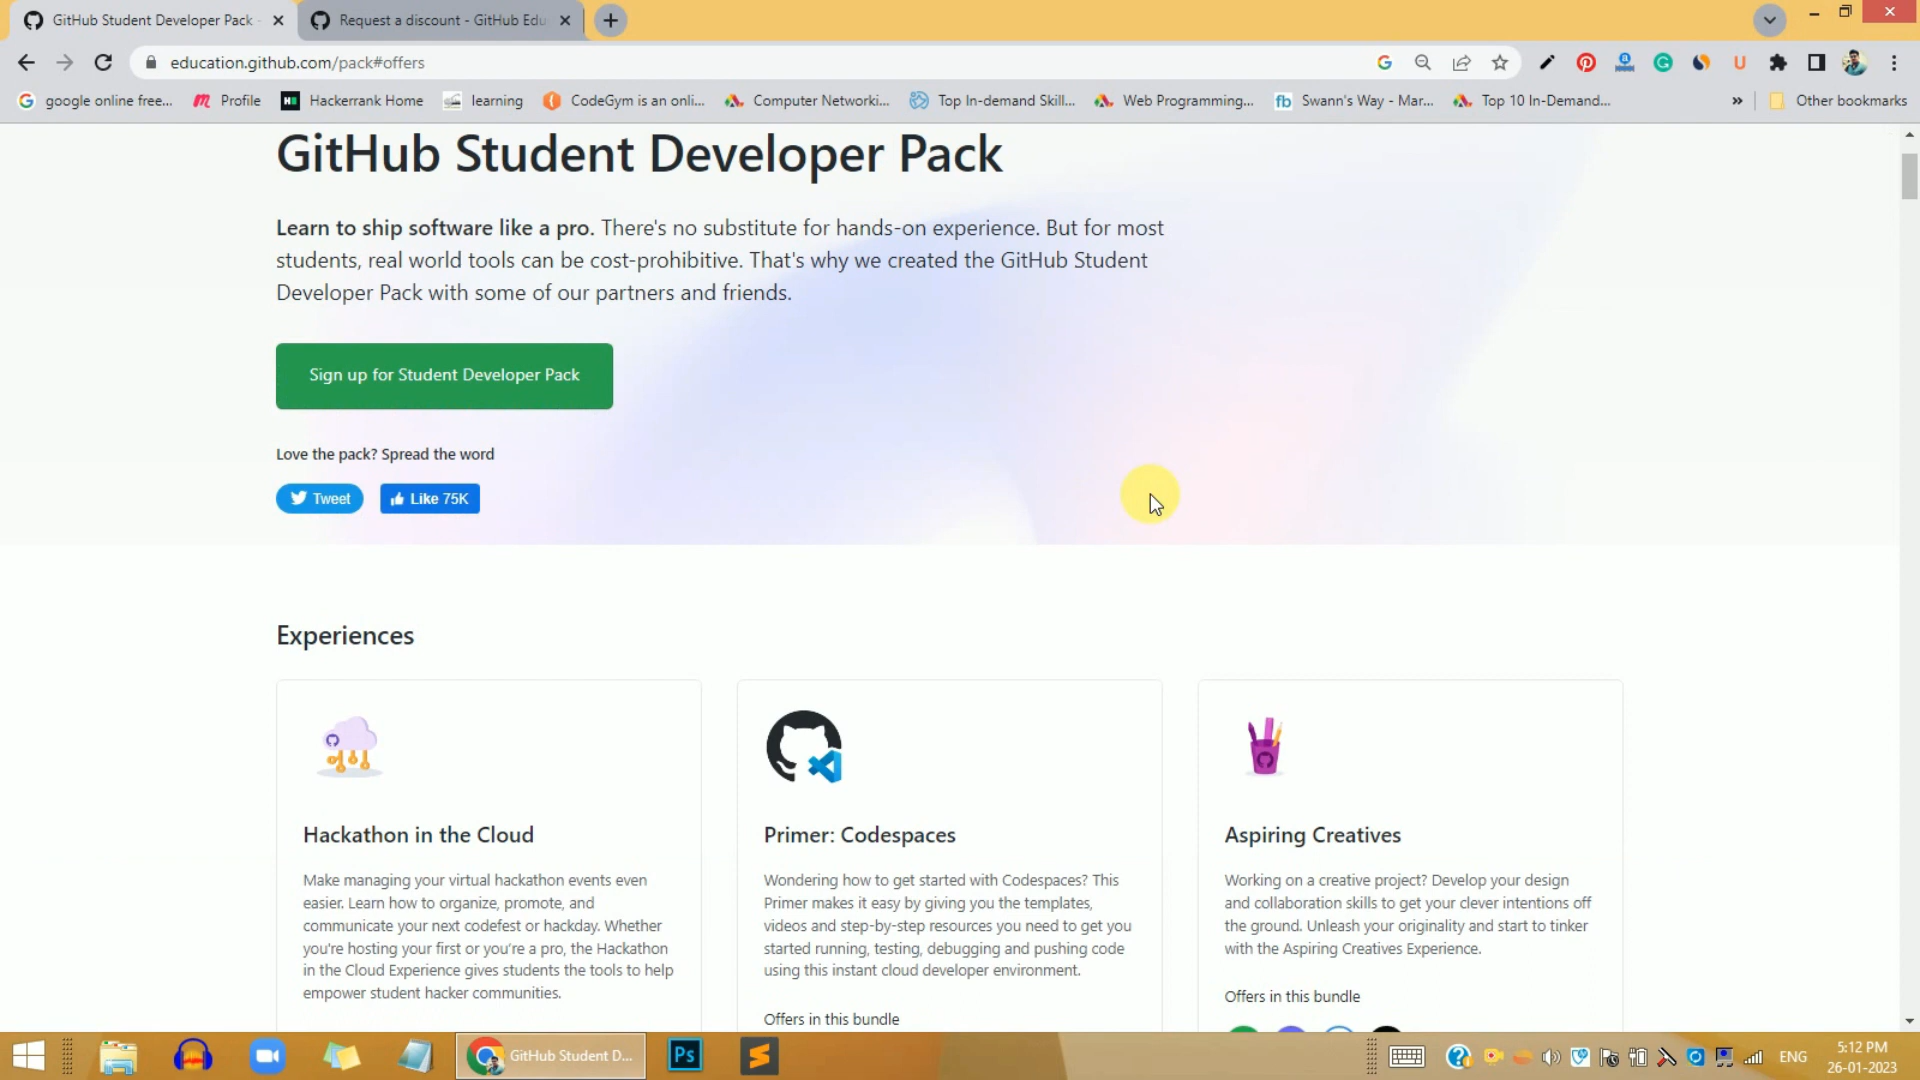 GitHub Student Developer Pack -
Request a discount - GitHub Edu
education.github.com/pack#offers
google online free...
Profile
Hackerrank Home
learning
CodeGym is an onli...
Computer Networki...
Top In-demand Skill...
Web Programming...
fb Swann's Way - Mar...
Top 10 In-Demand...
»
Other bookmarks
GitHub Student Developer Pack
Learn to ship software like a pro. There's no substitute for hands-on experience. But for most
students, real world tools can be cost-prohibitive. That's why we created the GitHub Student
Developer Pack with some of our partners and friends.
Sign up for Student Developer Pack
Love the pack? Spread the word
Tweet
Like 75K
Experiences
Hackathon in the Cloud
Make managing your virtual hackathon events even
easier. Learn how to organize, promote, and
communicate your next codefest or hackday. Whether
you're hosting your first or you're a pro, the Hackathon
in the Cloud Experience gives students the tools to help
empower student hacker communities.
Primer: Codespaces
Wondering how to get started with Codespaces? This
Primer makes it easy by giving you the templates,
videos and step-by-step resources you need to get you
started running, testing, debugging and pushing code
using this instant cloud developer environment.
Offers in this bundle
Aspiring Creatives
Working on a creative project? Develop your design
and collaboration skills to get your clever intentions off
the ground. Unleash your originality and start to tinker
with the Aspiring Creatives Experience.
Offers in this bundle
GitHub Student D...
Ps
ENG
5:12 PM
26-01-2023